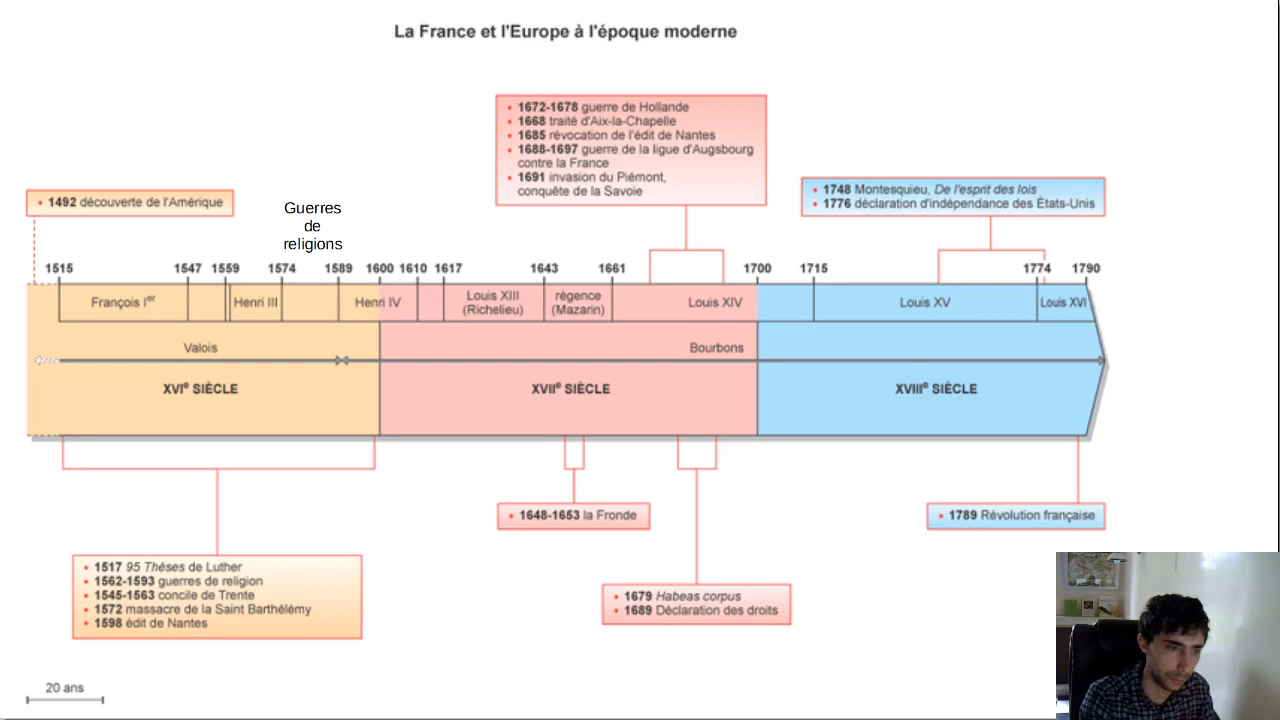 La France et l'Europe à l'époque moderne
1672-1678 guerre de Hollande
1668 traité d'Aix-la-Chapelle
1685 révocation de l'édit de Nantes
1688-1697 guerre de la ligue d'Augsbourg
contre la France
1691 invasion du Piémont,
conquête de la Savoie
1492 découverte de l'Amérique
Guerres
de
religions
1748 Montesquieu, De l'esprit des lois
1776 déclaration d'indépendance des États-Unis
1515 1547 1559 1574 1589 1600 1610 1617 1643 1661 1700 1715 1774 1790
François Ier Henri III Henri IV Louis XIII régence Louis XIV Louis XV Louis XVI
(Richelieu) (Mazarin)
Valois Bourbons
XVIe SIÈCLE XVIIe SIÈCLE XVIIIe SIÈCLE
1648-1653 la Fronde
1789 Révolution française
1517 95 Thèses de Luther
1562-1593 guerres de religion
1545-1563 concile de Trente
1572 massacre de la Saint Barthélémy
1598 édit de Nantes
1679 Habeas corpus
1689 Déclaration des droits
20 ans